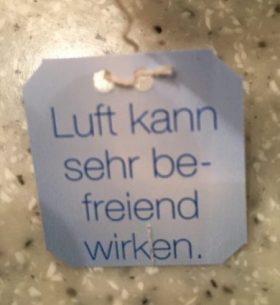 Luft kann
sehr be-
freiend
wirken.